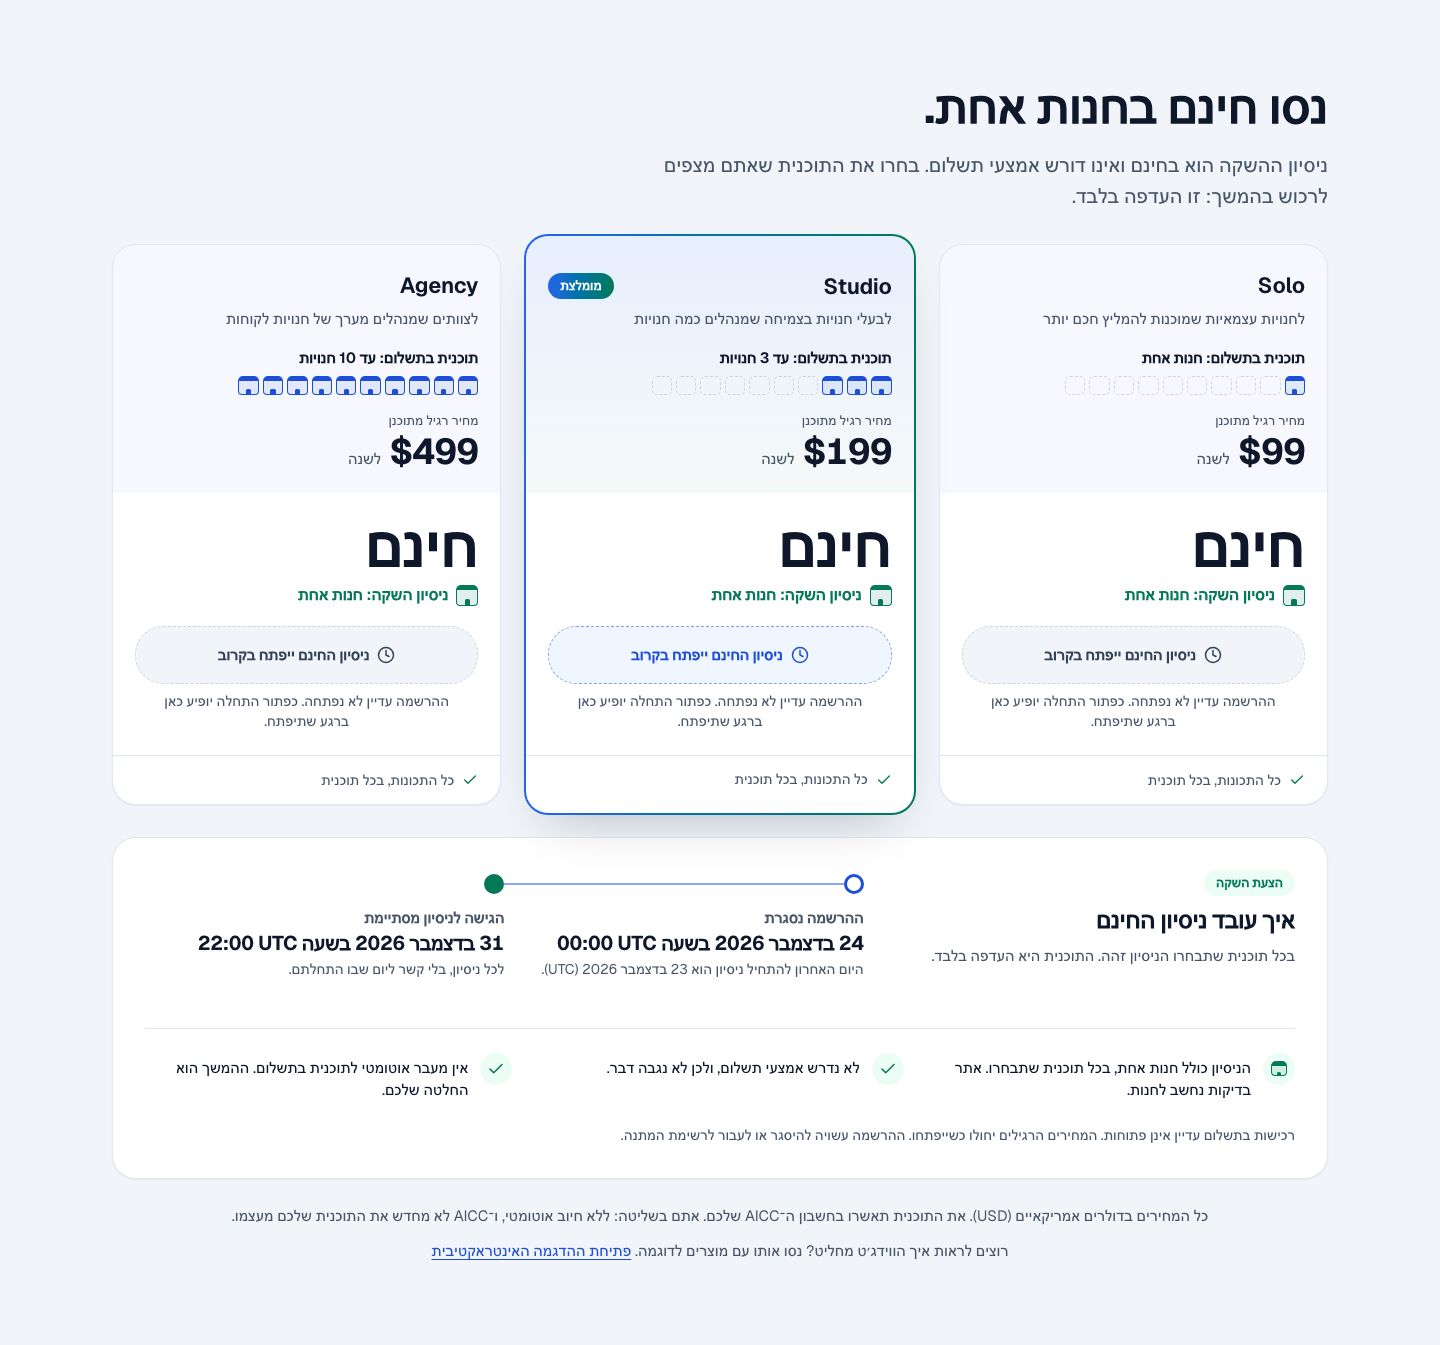 נסו חינם בחנות אחת.
ניסיון ההשקה הוא בחינם ואינו דורש אמצעי תשלום. בחרו את התוכנית שאתם מצפים
לרכוש בהמשך: זו העדפה בלבד.
Solo
לחנויות עצמאיות שמוכנות להמליץ חכם יותר
תוכנית בתשלום: חנות אחת
מחיר רגיל מתוכנן
$99 לשנה
חינם
ניסיון השקה: חנות אחת
ניסיון החינם ייפתח בקרוב
ההרשמה עדיין לא נפתחה. כפתור התחלה יופיע כאן
ברגע שתיפתח.
כל התכונות, בכל תוכנית
Studio
מומלצת
לבעלי חנויות בצמיחה שמנהלים כמה חנויות
תוכנית בתשלום: עד 3 חנויות
מחיר רגיל מתוכנן
$199 לשנה
חינם
ניסיון השקה: חנות אחת
ניסיון החינם ייפתח בקרוב
ההרשמה עדיין לא נפתחה. כפתור התחלה יופיע כאן
ברגע שתיפתח.
כל התכונות, בכל תוכנית
Agency
לצוותים שמנהלים מערך של חנויות לקוחות
תוכנית בתשלום: עד 10 חנויות
מחיר רגיל מתוכנן
$499 לשנה
חינם
ניסיון השקה: חנות אחת
ניסיון החינם ייפתח בקרוב
ההרשמה עדיין לא נפתחה. כפתור התחלה יופיע כאן
ברגע שתיפתח.
כל התכונות, בכל תוכנית
הצעת השקה
איך עובד ניסיון החינם
בכל תוכנית שתבחרו הניסיון זהה. התוכנית היא העדפה בלבד.
ההרשמה נסגרת
24 בדצמבר 2026 בשעה 00:00 UTC
היום האחרון להתחיל ניסיון הוא 23 בדצמבר 2026 (UTC).
הגישה לניסיון מסתיימת
31 בדצמבר 2026 בשעה 22:00 UTC
לכל ניסיון, בלי קשר ליום שבו התחלתם.
הניסיון כולל חנות אחת, בכל תוכנית שתבחרו. אתר
בדיקות נחשב לחנות.
לא נדרש אמצעי תשלום, ולכן לא נגבה דבר.
אין מעבר אוטומטי לתוכנית בתשלום. ההמשך הוא
החלטה שלכם.
רכישות בתשלום עדיין אינן פתוחות. המחירים הרגילים יחולו כשייפתחו. ההרשמה עשויה להיסגר או לעבור לרשימת המתנה.
כל המחירים בדולרים אמריקאיים (USD). את התוכנית תאשרו בחשבון ה־AICC שלכם. אתם בשליטה: ללא חיוב אוטומטי, ו־AICC לא מחדש את התוכנית שלכם מעצמו.
רוצים לראות איך הווידג׳ט מחליט? נסו אותו עם מוצרים לדוגמה. פתיחת ההדגמה האינטראקטיבית